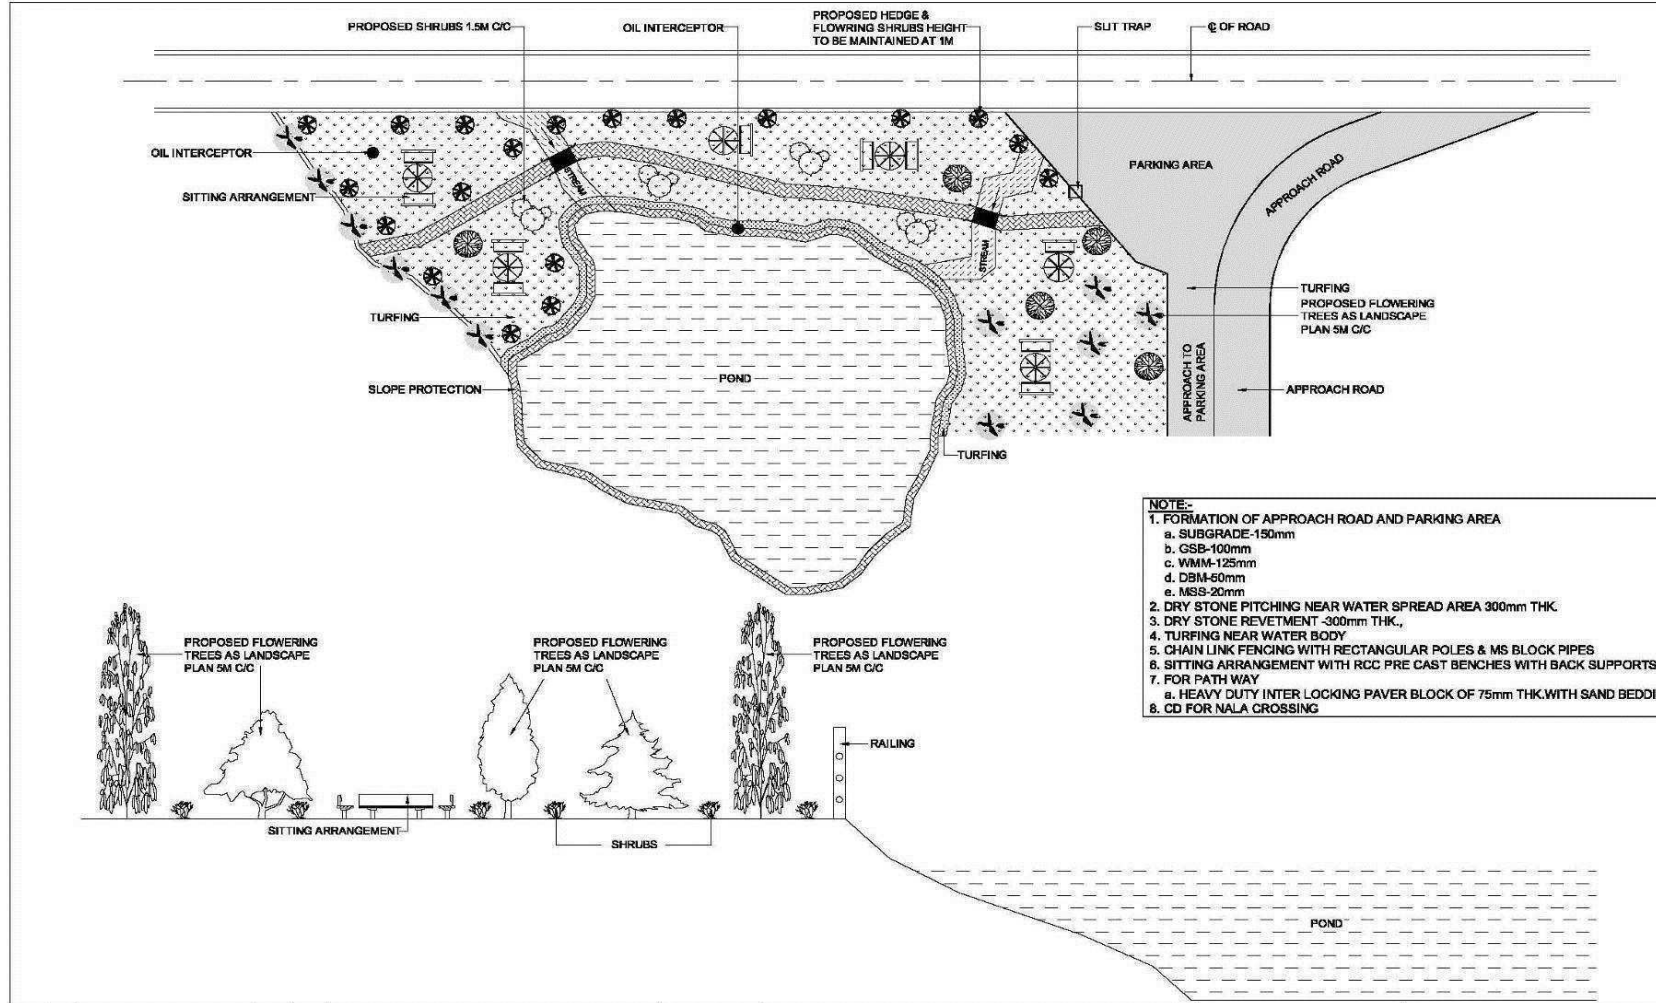 PROPOSED SHRUBS 1.5M C/C
OIL INTERCEPTOR
PROPOSED HEDGE &
FLOWRING SHRUBS HEIGHT
TO BE MAINTAINED AT 1M
SLIT TRAP
℄ OF ROAD
OIL INTERCEPTOR
SITTING ARRANGEMENT
STREAM
PARKING AREA
APPROACH ROAD
STREAM
TURFING
TURFING
PROPOSED FLOWERING
TREES AS LANDSCAPE
PLAN 5M C/C
SLOPE PROTECTION
POND
APPROACH TO
PARKING AREA
APPROACH ROAD
TURFING
NOTE:-
1. FORMATION OF APPROACH ROAD AND PARKING AREA
a. SUBGRADE-150mm
b. GSB-100mm
c. WMM-125mm
d. DBM-50mm
e. MSS-20mm
2. DRY STONE PITCHING NEAR WATER SPREAD AREA 300mm THK.
3. DRY STONE REVETMENT -300mm THK.,
4. TURFING NEAR WATER BODY
5. CHAIN LINK FENCING WITH RECTANGULAR POLES & MS BLOCK PIPES
6. SITTING ARRANGEMENT WITH RCC PRE CAST BENCHES WITH BACK SUPPORTS
7. FOR PATH WAY
a. HEAVY DUTY INTER LOCKING PAVER BLOCK OF 75mm THK.WITH SAND BEDDI
8. CD FOR NALA CROSSING
PROPOSED FLOWERING
TREES AS LANDSCAPE
PLAN 5M C/C
PROPOSED FLOWERING
TREES AS LANDSCAPE
PLAN 5M C/C
PROPOSED FLOWERING
TREES AS LANDSCAPE
PLAN 5M C/C
RAILING
SITTING ARRANGEMENT
SHRUBS
POND